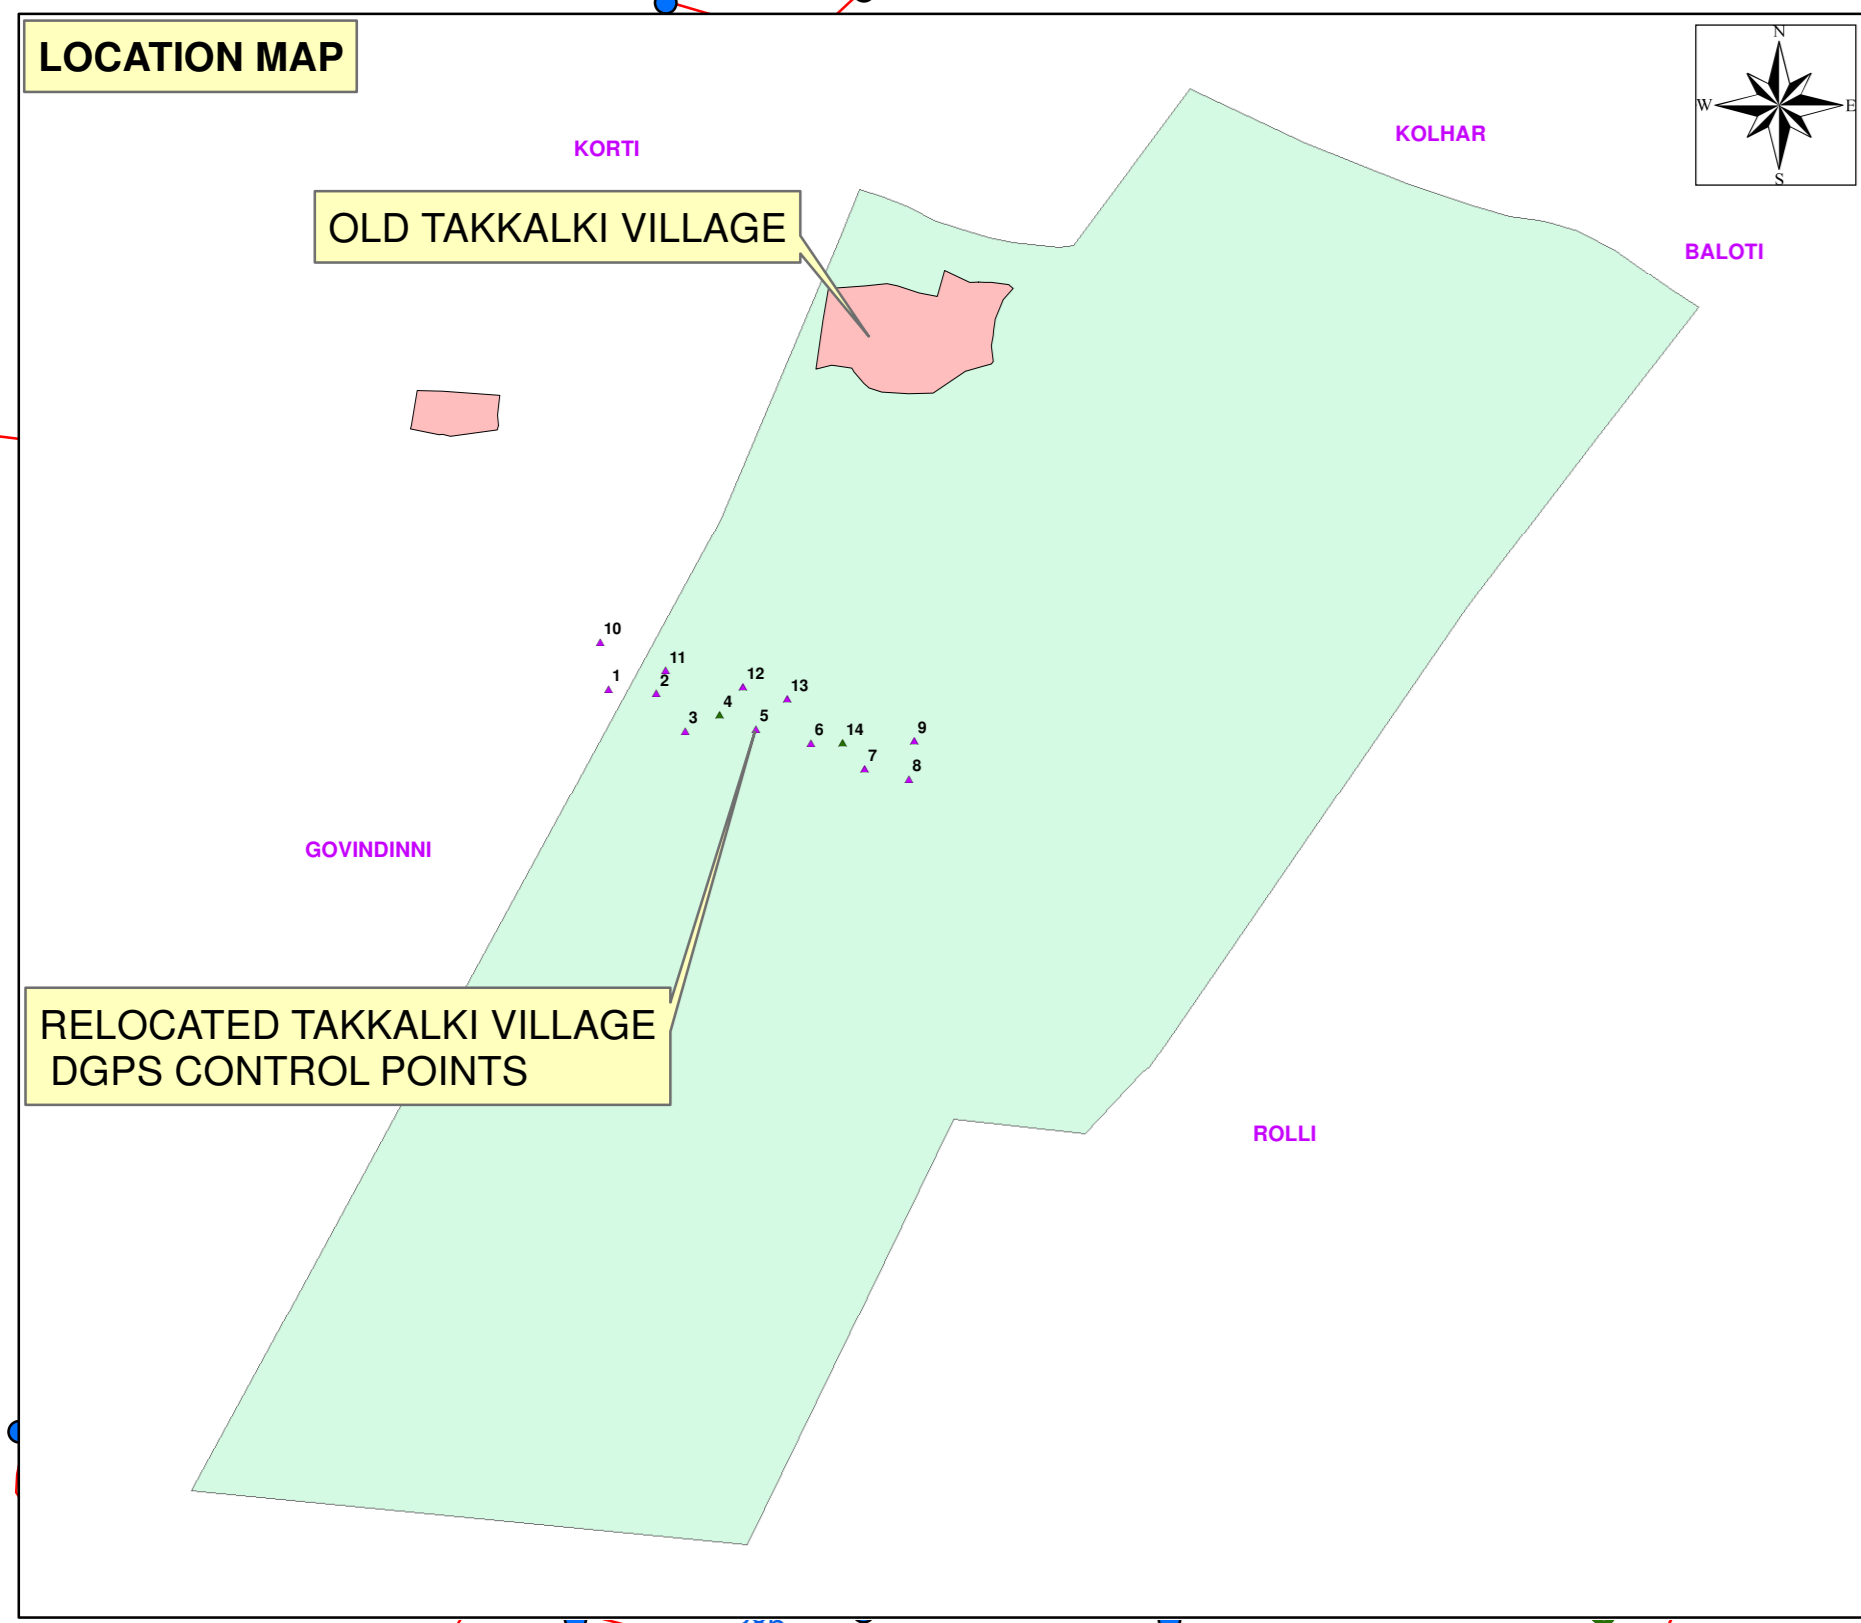 LOCATION MAP
N
W
E
S
KORTI
KOLHAR
BALOTI
OLD TAKKALKI VILLAGE
10
11
1
2
12
13
4
3
5
6
14
9
7
8
GOVINDINNI
RELOCATED TAKKALKI VILLAGE
DGPS CONTROL POINTS
ROLLI